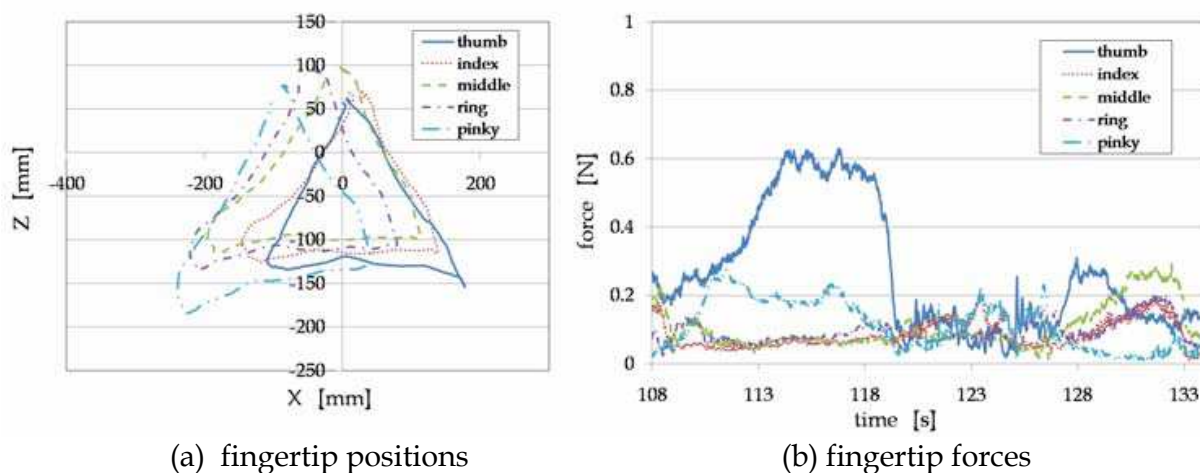 150
100
50
0
-50
-100
-150
-200
-250
-400
-200
0
200
Z [mm]
X [mm]
thumb
index
middle
ring
pinky
(a) fingertip positions
1
0.8
0.6
0.4
0.2
0
108
113
118
123
128
133
force [N]
time [s]
thumb
index
middle
ring
pinky
(b) fingertip forces